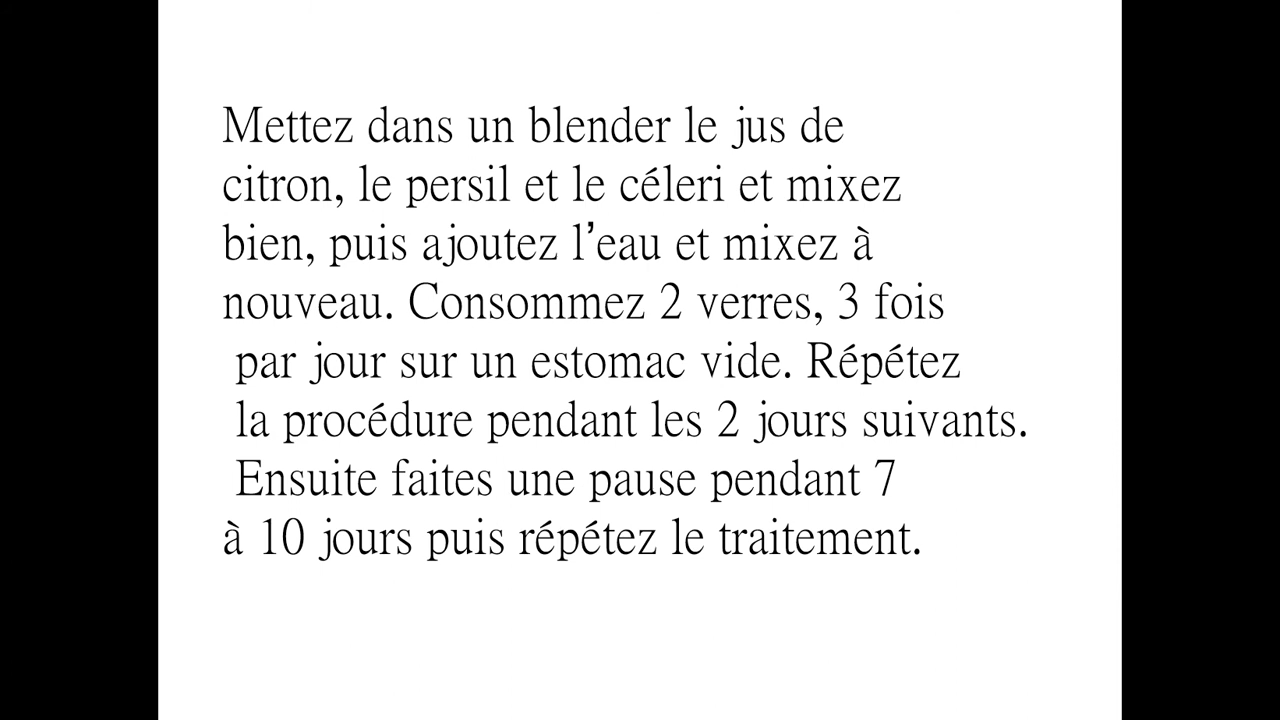 Mettez dans un blender le jus de
citron, le persil et le céleri et mixez
bien, puis ajoutez l’eau et mixez à
nouveau. Consommez 2 verres, 3 fois
par jour sur un estomac vide. Répétez
la procédure pendant les 2 jours suivants.
Ensuite faites une pause pendant 7
à 10 jours puis répétez le traitement.